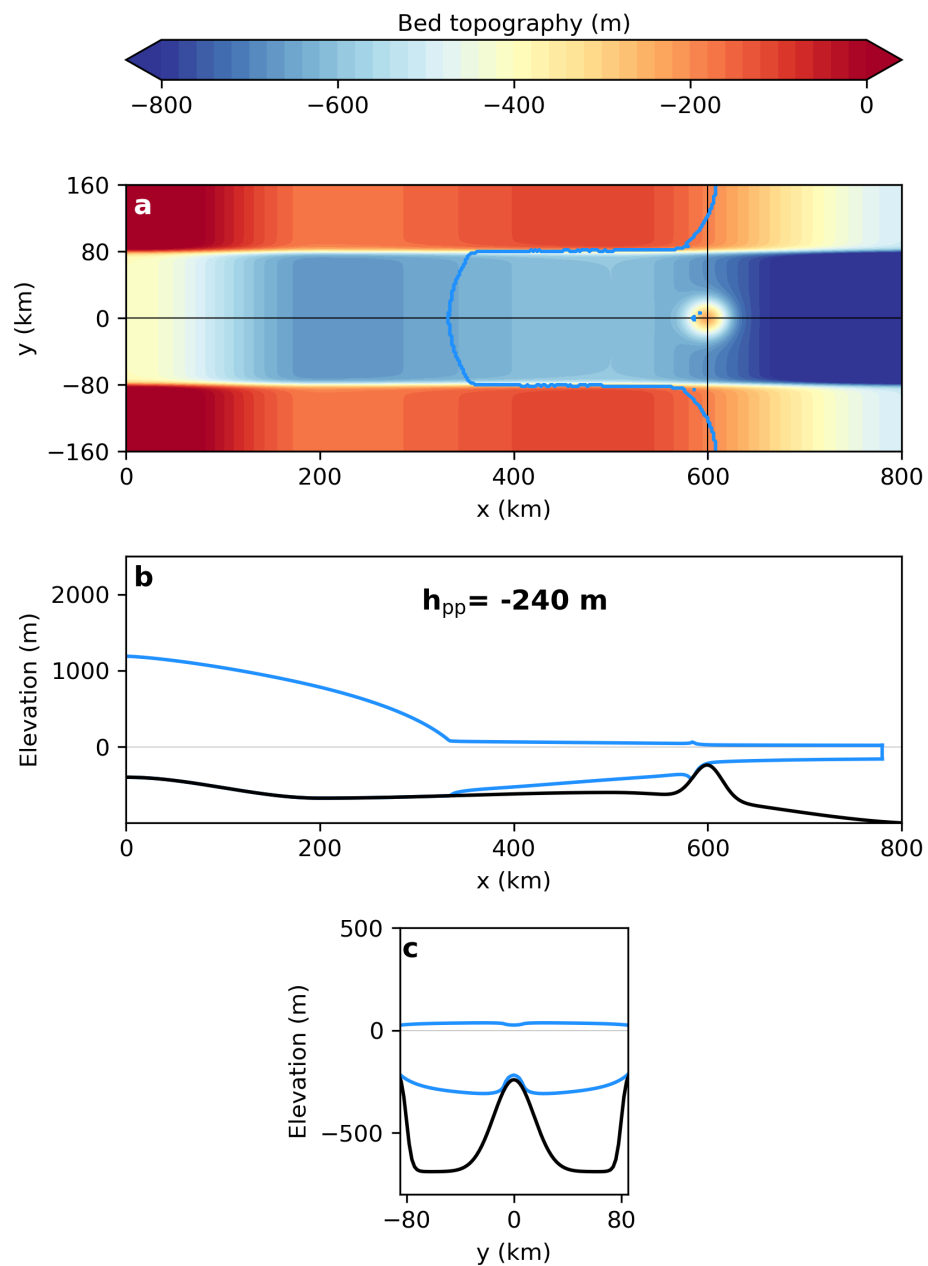 Bed topography (m)
−800 −600 −400 −200 0
a
160
80
0
−80
−160
y (km)
0 200 400 600 800
x (km)
b
h_pp= -240 m
2000
1000
0
Elevation (m)
0 200 400 600 800
x (km)
c
500
0
−500
Elevation (m)
−80 0 80
y (km)